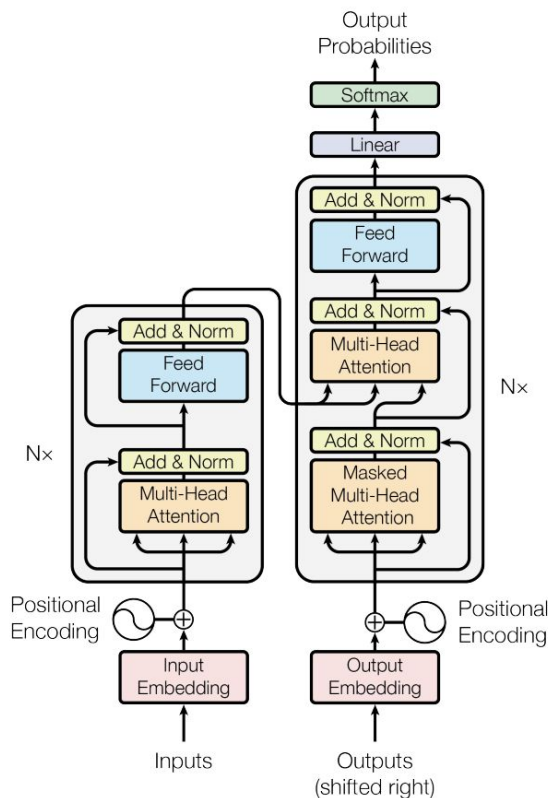 Output
Probabilities
Softmax
Linear
Add & Norm
Feed
Forward
Add & Norm
Multi-Head
Attention
Add & Norm
Masked
Multi-Head
Attention
N×
Add & Norm
Feed
Forward
N×
Add & Norm
Multi-Head
Attention
Positional
Encoding
Positional
Encoding
Input
Embedding
Output
Embedding
Inputs
Outputs
(shifted right)